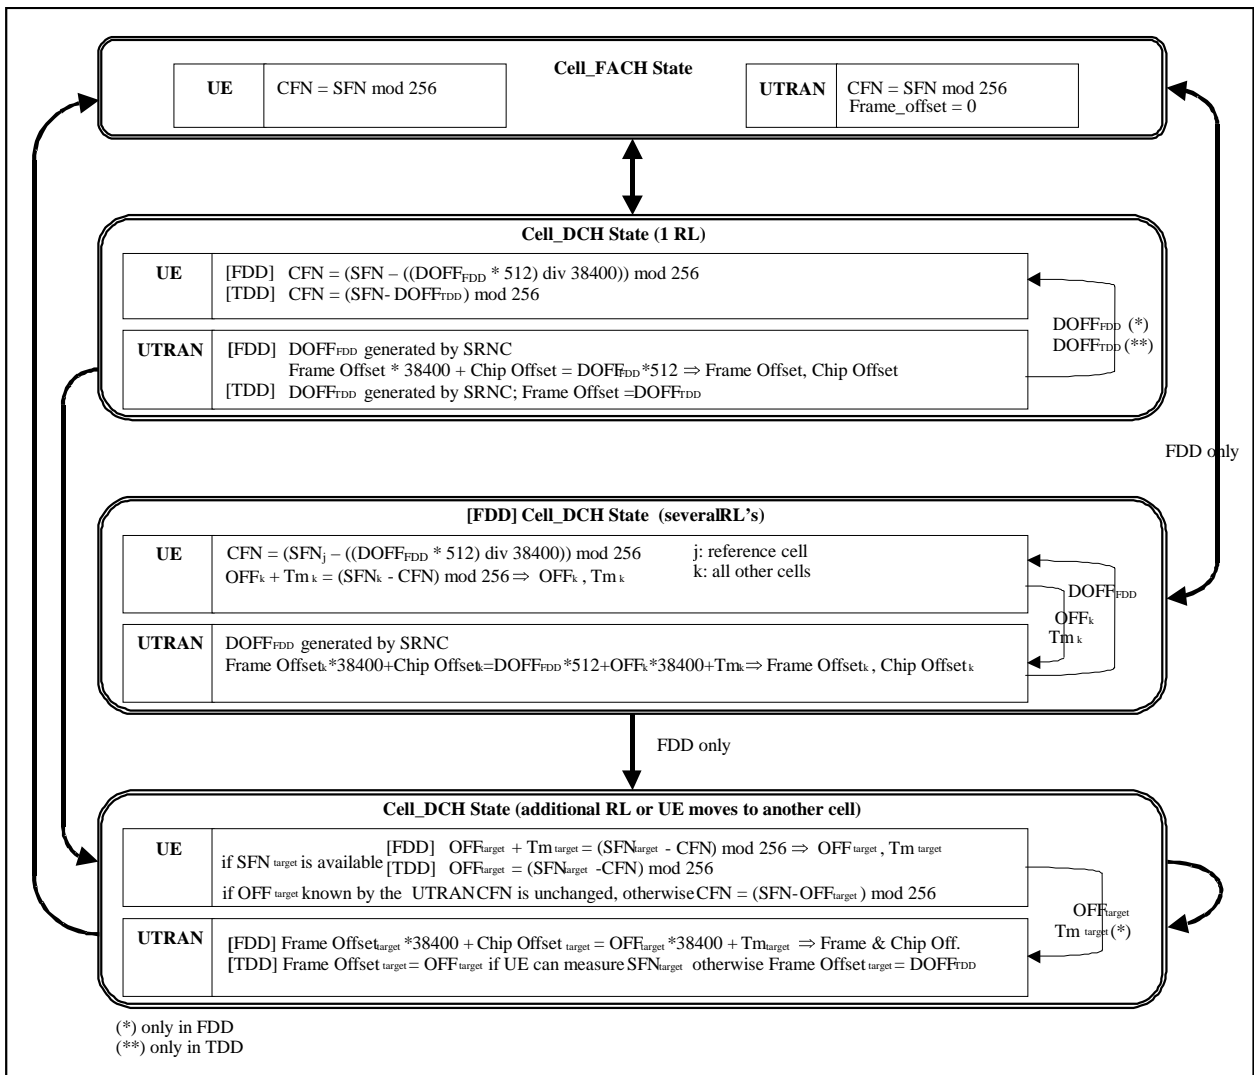 Cell_FACH State
UE CFN = SFN mod 256
UTRAN CFN = SFN mod 256
Frame_offset = 0
Cell_DCH State (1 RL)
UE [FDD] CFN = (SFN – ((DOFFFDD * 512) div 38400)) mod 256
[TDD] CFN = (SFN- DOFFTDD) mod 256
DOFFFDD (*)
DOFFTDD (**)
UTRAN [FDD] DOFFFDD generated by SRNC
Frame Offset * 38400 + Chip Offset = DOFFFDD *512 ⇒ Frame Offset, Chip Offset
[TDD] DOFFTDD generated by SRNC; Frame Offset =DOFFTDD
FDD only
[FDD] Cell_DCH State (severalRL's)
UE CFN = (SFNj – ((DOFFFDD * 512) div 38400)) mod 256 j: reference cell
OFFk + Tm k = (SFNk - CFN) mod 256 ⇒ OFFk , Tm k k: all other cells
DOFFFDD
OFFk
Tm k
UTRAN DOFFFDD generated by SRNC
Frame Offsetk*38400+Chip Offsetk=DOFFFDD *512+OFFk*38400+Tmk ⇒ Frame Offsetk , Chip Offset k
FDD only
Cell_DCH State (additional RL or UE moves to another cell)
UE if SFN target is available [FDD] OFFtarget + Tm target = (SFNtarget - CFN) mod 256 ⇒ OFF target , Tm target
[TDD] OFFtarget = (SFNtarget -CFN) mod 256
if OFF target known by the UTRAN CFN is unchanged, otherwise CFN = (SFN-OFFtarget ) mod 256
OFFtarget
Tm target (*)
UTRAN [FDD] Frame Offsettarget *38400 + Chip Offset target = OFFtarget *38400 + Tmtarget ⇒ Frame & Chip Off.
[TDD] Frame Offset target = OFF target if UE can measure SFNtarget otherwise Frame Offset target = DOFFTDD
(*) only in FDD
(**) only in TDD